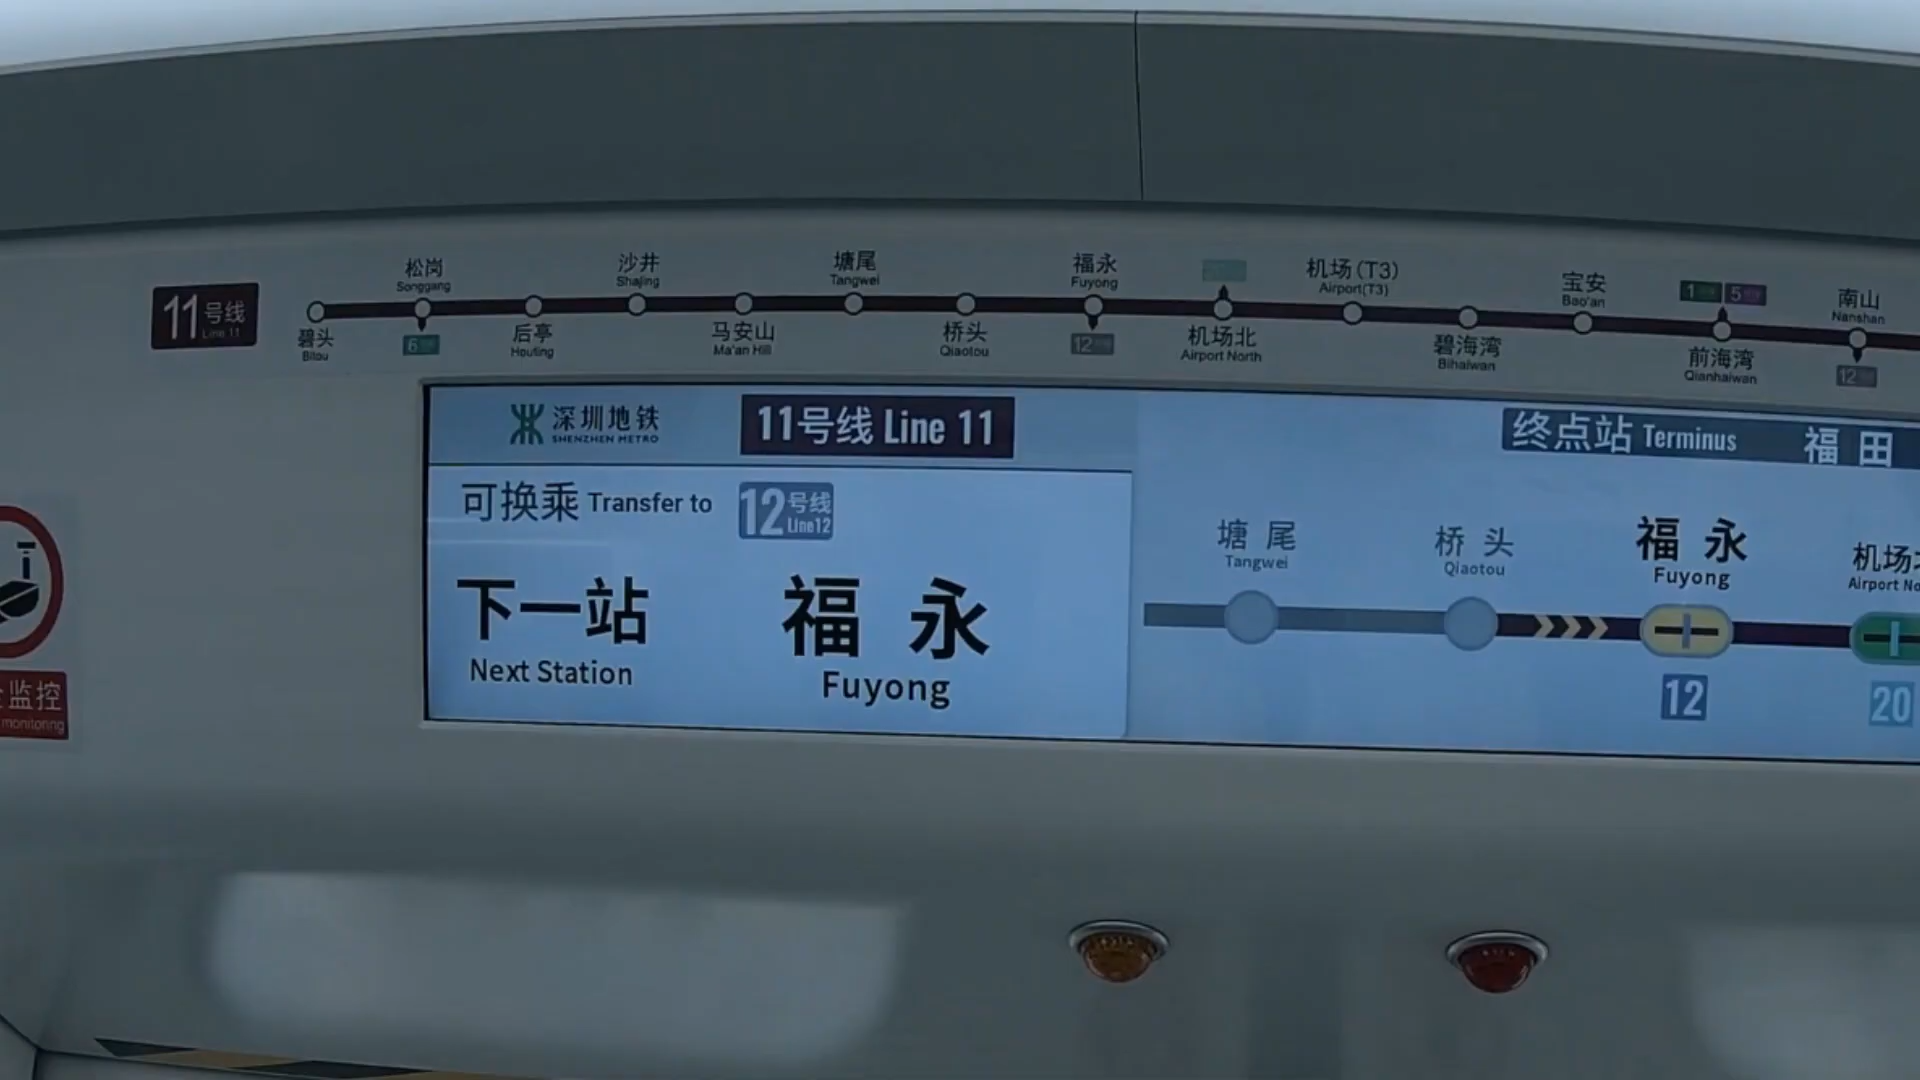 11号线
Line 11
碧头
Bitou
松岗
Songgang
6
后亭
Houting
沙井
Shajing
马安山
Ma'an Hill
塘尾
Tangwei
桥头
Qiaotou
福永
Fuyong
12
机场北
Airport North
机场(T3)
Airport(T3)
碧海湾
Bihaiwan
宝安
Bao'an
1
5
前海湾
Qianhaiwan
南山
Nanshan
12
深圳地铁
SHENZHEN METRO
11号线 Line 11
终点站 Terminus 福田
可换乘 Transfer to 12号线
Line12
下一站 福永
Next Station Fuyong
塘尾
Tangwei
桥头
Qiaotou
福永
Fuyong
机场
Airport
12
20
监控
monitoring